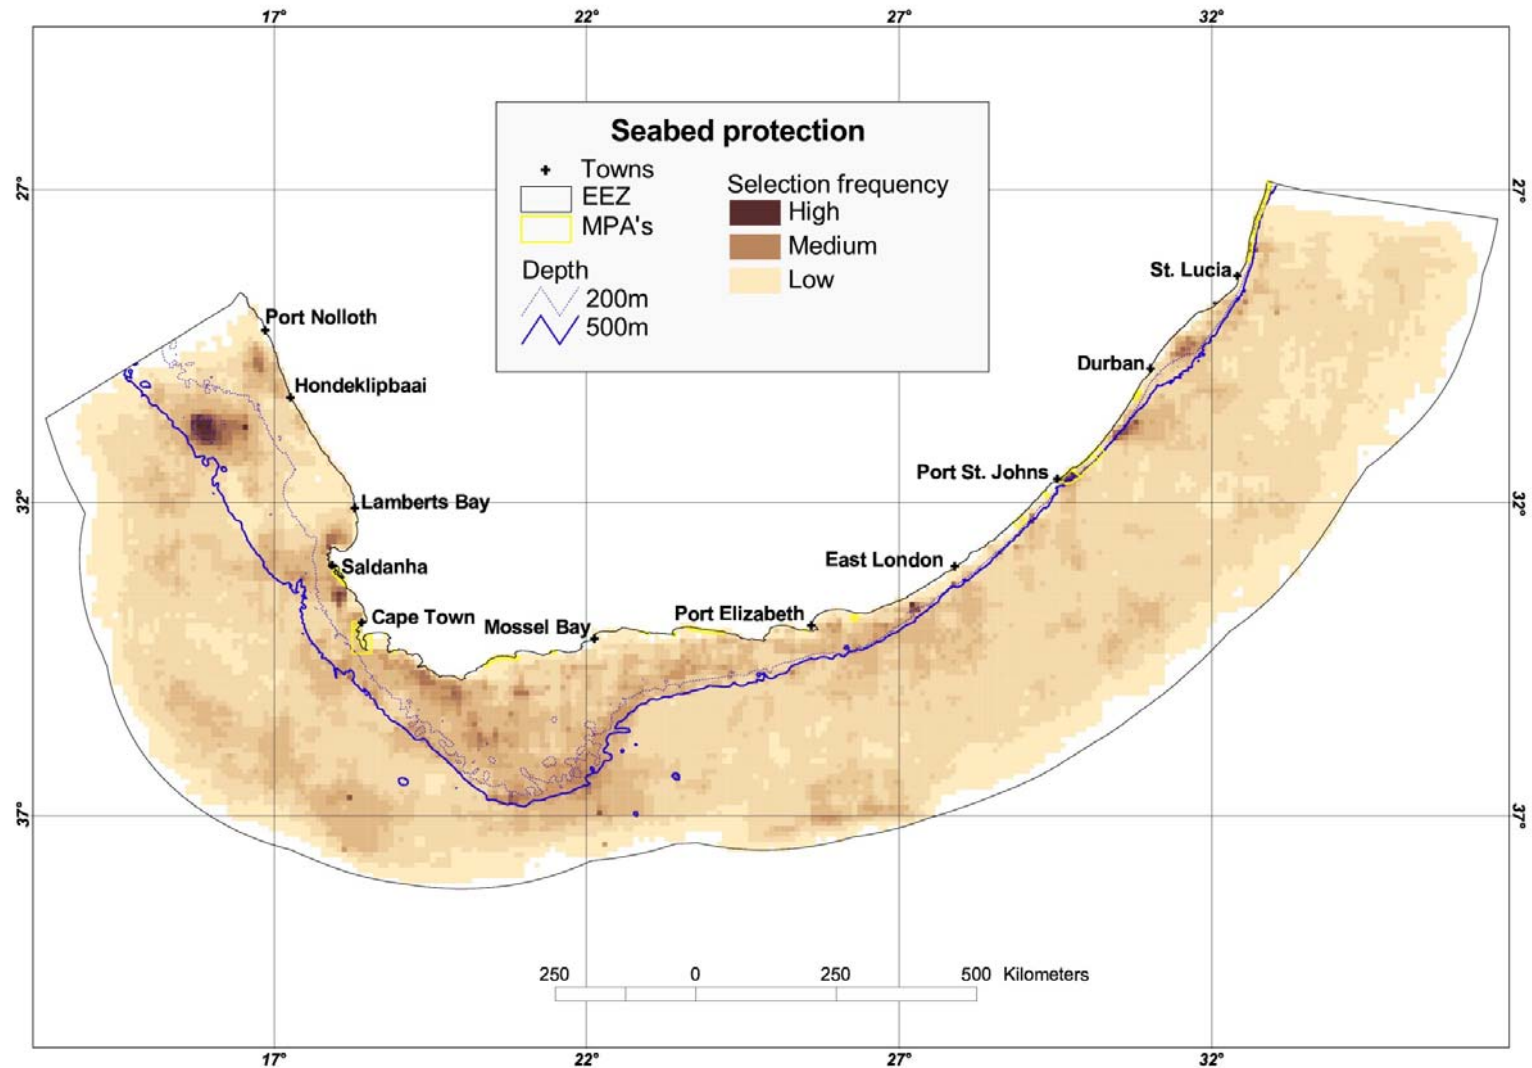 17° 22° 27° 32°
Seabed protection
Towns
EEZ
MPA's
Depth
200m
500m
Selection frequency
High
Medium
Low
27° 27°
St. Lucia
Port Nolloth
Durban
Hondeklipbaai
Port St. Johns
Lamberts Bay
32° 32°
East London
Saldanha
Port Elizabeth
Cape Town
Mossel Bay
37° 37°
250 0 250 500 Kilometers
17° 22° 27° 32°